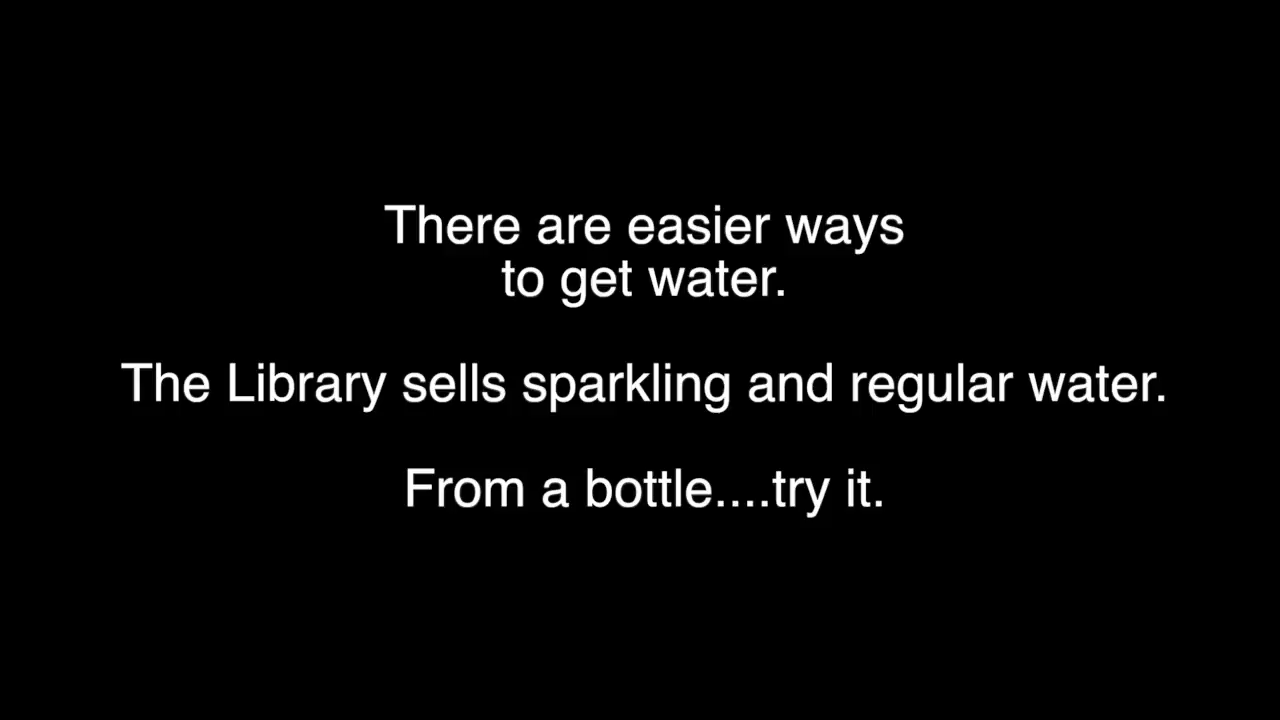 There are easier ways
to get water.
The Library sells sparkling and regular water.
From a bottle....try it.